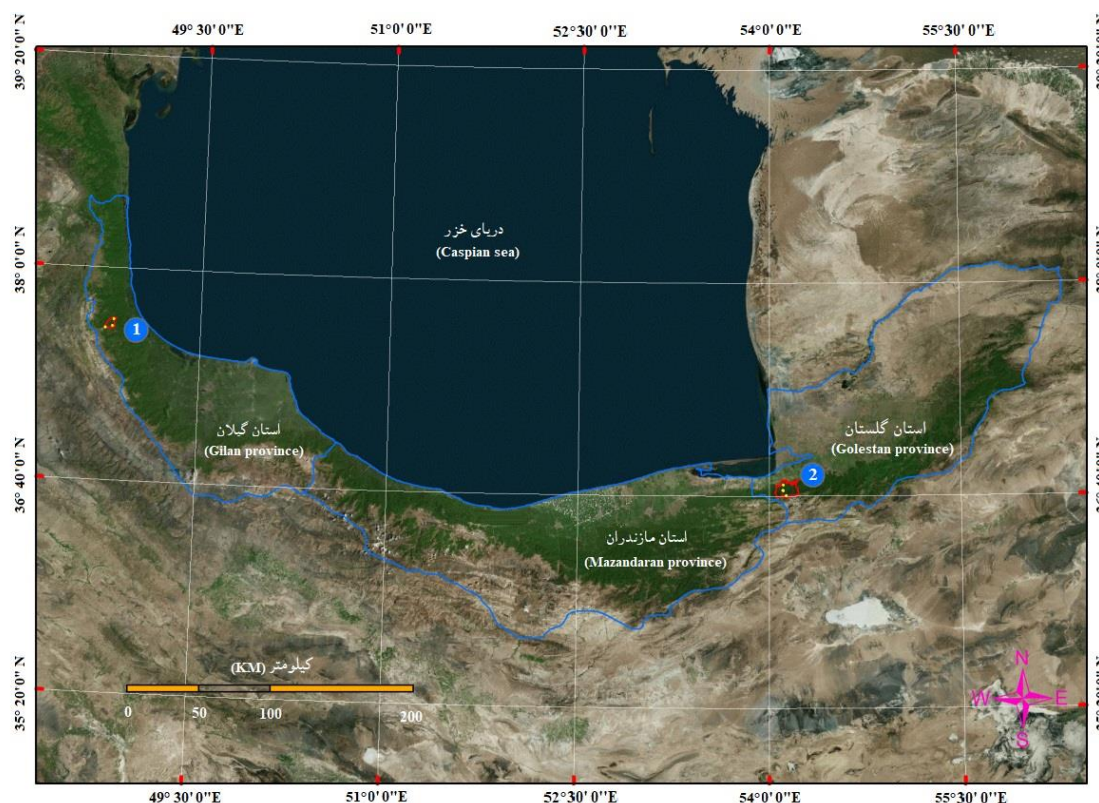 49° 30' 0"E
51° 0' 0"E
52° 30' 0"E
54° 0' 0"E
55° 30' 0"E
39° 20' 0" N
38° 0' 0" N
36° 40' 0" N
35° 20' 0" N
دریای خزر
(Caspian sea)
1
استان گیلان
(Gilan province)
استان گلستان
(Golestan province)
2
استان مازندران
(Mazandaran province)
کیلومتر (KM)
0 50 100 200
N
W E
S
49° 30' 0"E
51° 0' 0"E
52° 30' 0"E
54° 0' 0"E
55° 30' 0"E